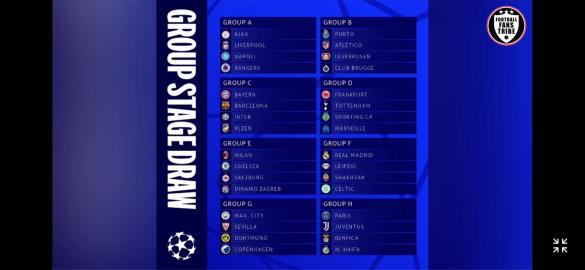 GROUP STAGE DRAW
GROUP A
AJAX
LIVERPOOL
NAPOLI
RANGERS
GROUP B
PORTO
ATLÉTICO
LEVERKUSEN
CLUB BRUGGE
GROUP C
BAYERN
BARCELONA
INTER
PLZEN
GROUP D
FRANKFURT
TOTTENHAM
SPORTING CP
MARSEILLE
GROUP E
MILAN
CHELSEA
SALZBURG
DINAMO ZAGREB
GROUP F
REAL MADRID
LEIPZIG
SHAKHTAR
CELTIC
GROUP G
MAN. CITY
SEVILLA
DORTMUND
COPENHAGEN
GROUP H
PARIS
JUVENTUS
BENFICA
M. HAIFA
FOOTBALL
FANS
TRIBE